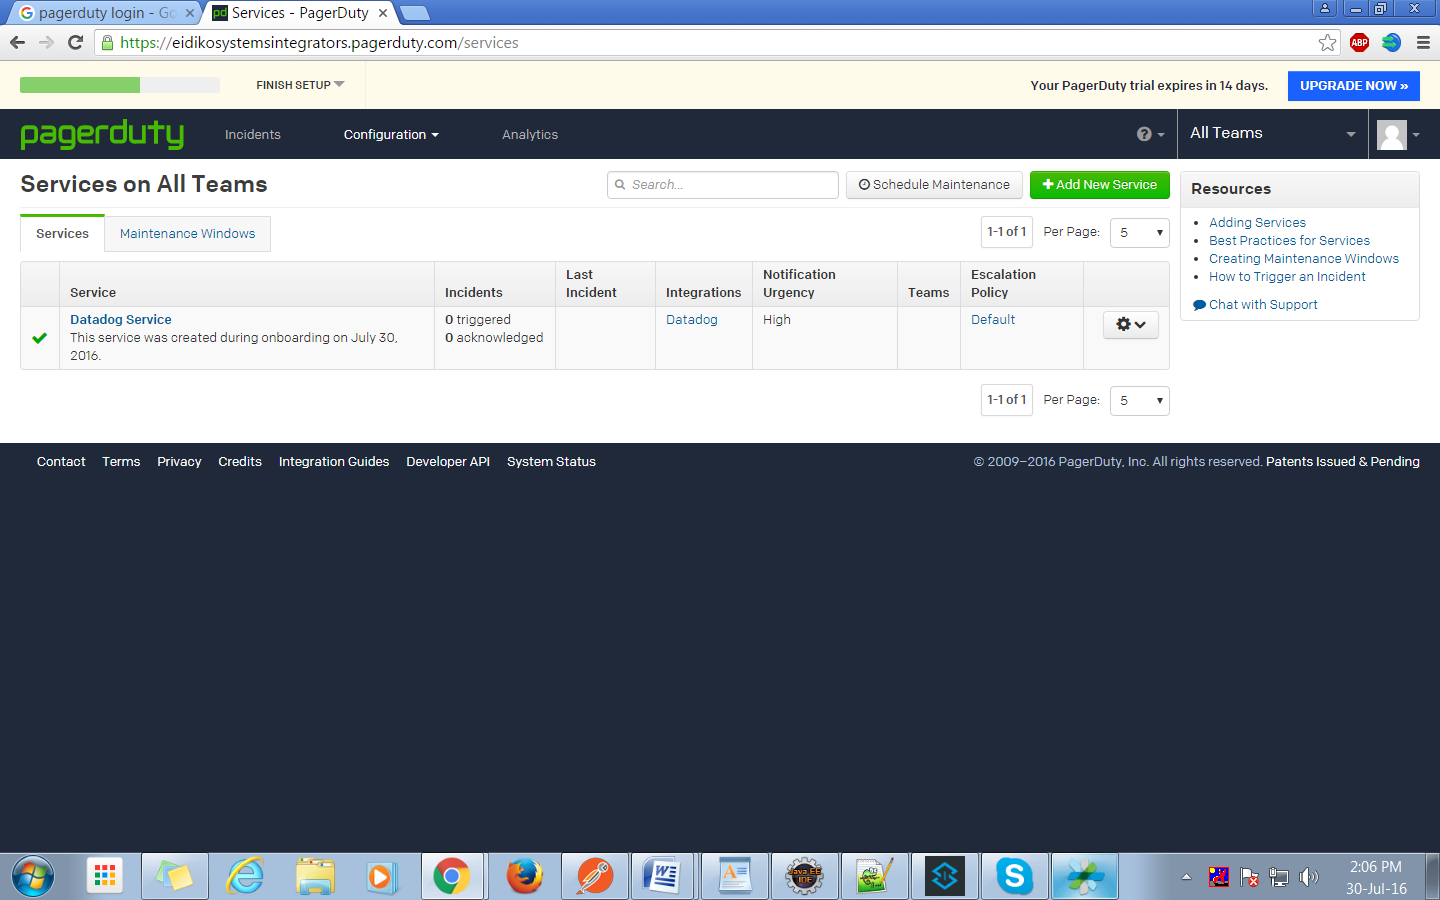 pagerduty login - Go
Services - PagerDuty
https://eidikosystemsintegrators.pagerduty.com/services
ABP
FINISH SETUP
Your PagerDuty trial expires in 14 days.
UPGRADE NOW »
pagerduty
Incidents
Configuration
Analytics
?
All Teams
Services on All Teams
Search...
Schedule Maintenance
Add New Service
Services
Maintenance Windows
1-1 of 1
Per Page:
5
Service
Incidents
Last Incident
Integrations
Notification Urgency
Teams
Escalation Policy
Datadog Service
This service was created during onboarding on July 30,
2016.
0 triggered
0 acknowledged
Datadog
High
Default
1-1 of 1
Per Page:
5
Resources
Adding Services
Best Practices for Services
Creating Maintenance Windows
How to Trigger an Incident
Chat with Support
Contact Terms Privacy Credits Integration Guides Developer API System Status
© 2009–2016 PagerDuty, Inc. All rights reserved. Patents Issued & Pending
Java EE
IDE
2:06 PM
30-Jul-16